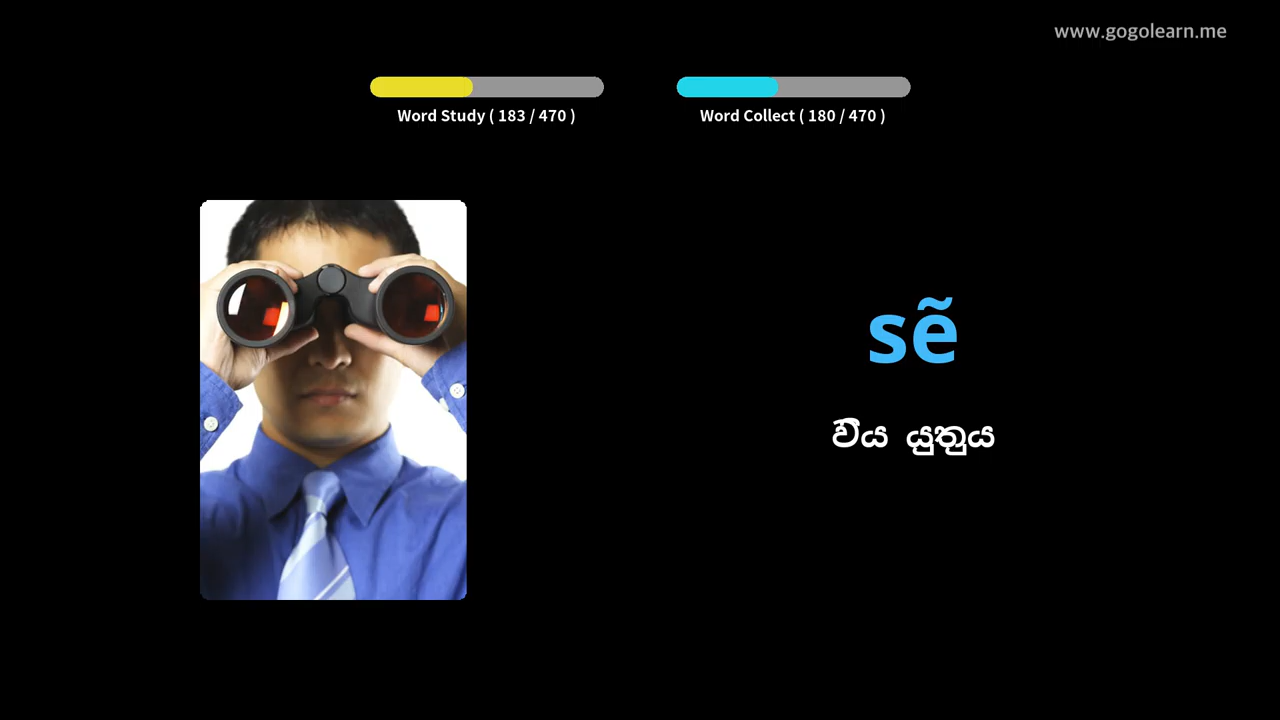 www.gogolearn.me
Word Study ( 183 / 470 )
Word Collect ( 180 / 470 )
sẽ
විය යුතුය